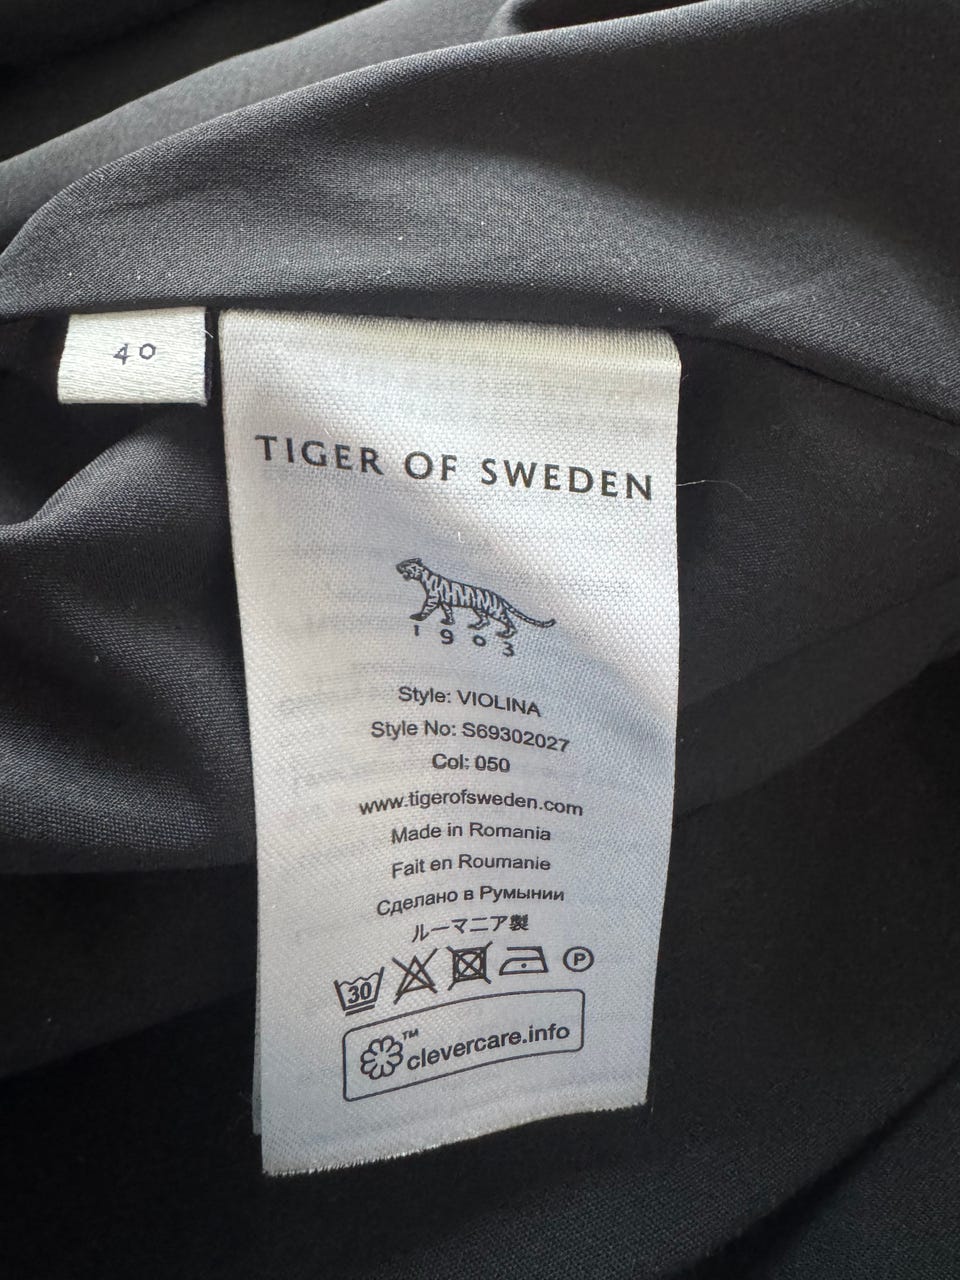 40
TIGER OF SWEDEN
1903
Style: VIOLINA
Style No: S69302027
Col: 050
www.tigerofsweden.com
Made in Romania
Fait en Roumanie
Сделано в Румынии
ルーマニア製
30 P
™clevercare.info